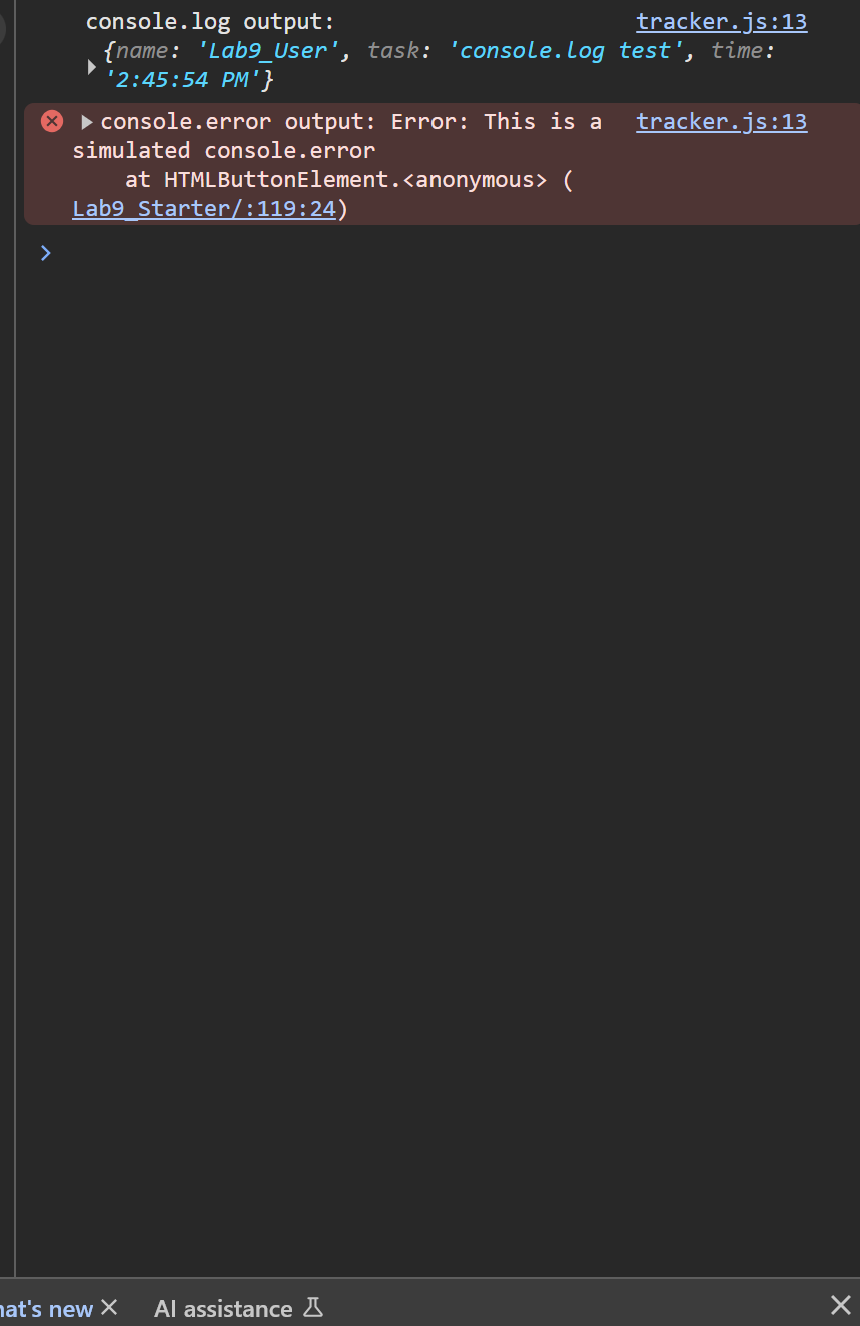 console.log output: tracker.js:13
{name: 'Lab9_User', task: 'console.log test', time:
'2:45:54 PM'}
console.error output: Error: This is a tracker.js:13
simulated console.error
at HTMLButtonElement.<anonymous> (
Lab9_Starter/:119:24)
hat's new AI assistance